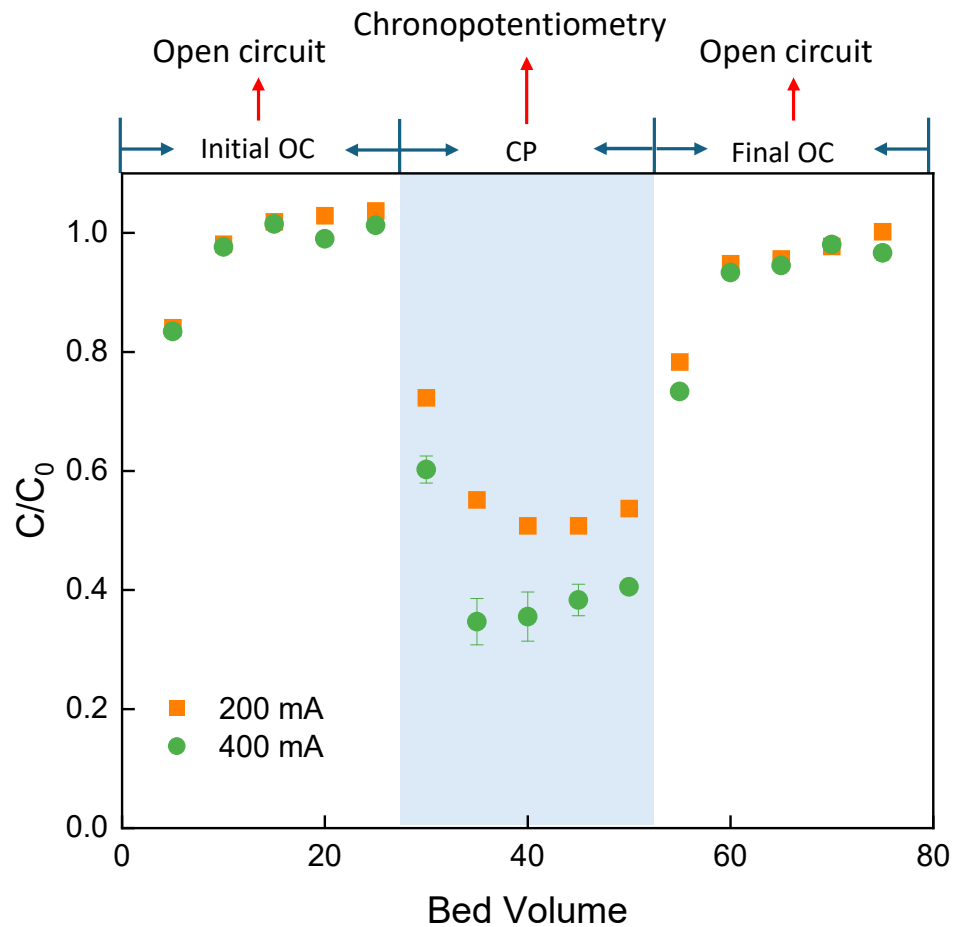 Chronopotentiometry
Open circuit
Open circuit
Initial OC
CP
Final OC
1.0
0.8
0.6
0.4
0.2
0.0
C/C₀
200 mA
400 mA
0
20
40
60
80
Bed Volume